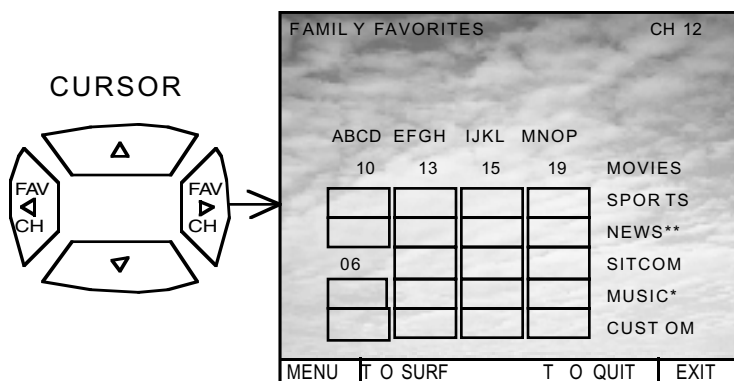 FAMIL Y FAVORITES CH 12
CURSOR
FAV
CH
FAV
CH
ABCD EFGH IJKL MNOP
10 13 15 19 MOVIES
SPOR TS
NEWS**
06 SITCOM
MUSIC*
CUST OM
MENU T O SURF T O QUIT EXIT